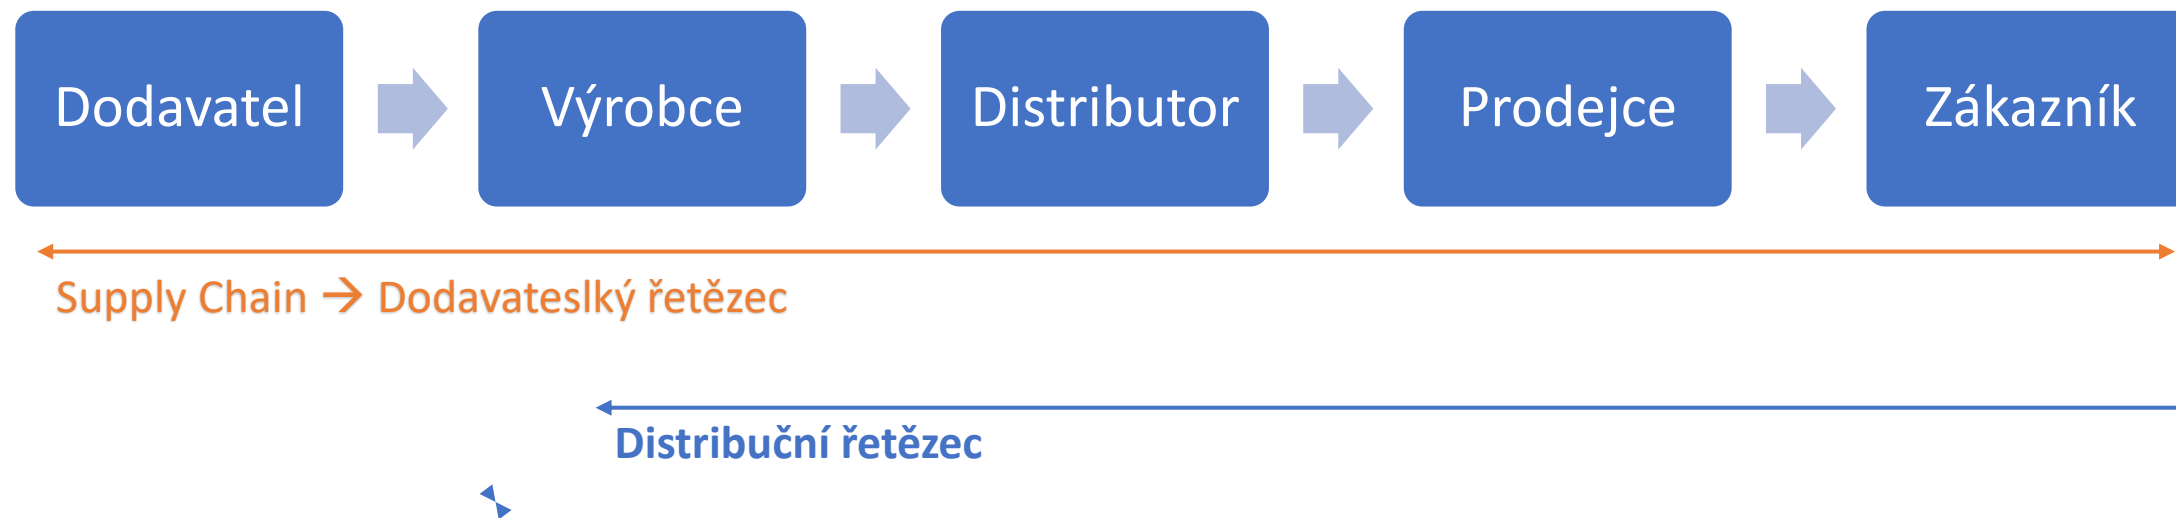 Dodavatel Výrobce Distributor Prodejce Zákazník
Supply Chain → Dodavateslký řetězec
Distribuční řetězec